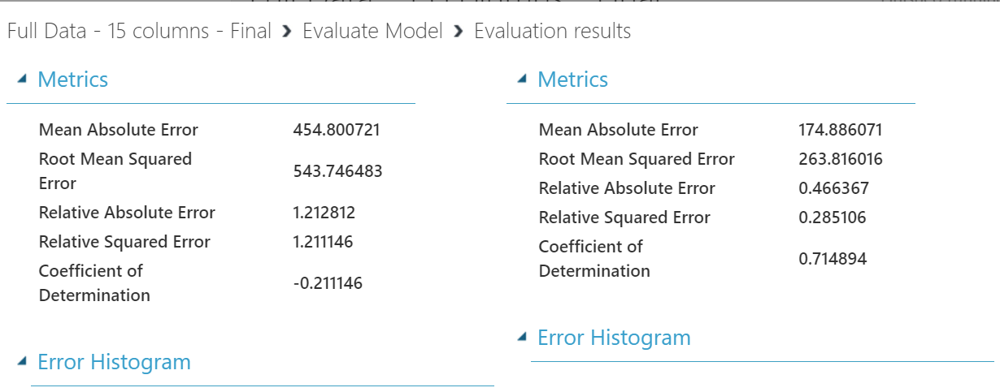 Full Data - 15 columns - Final > Evaluate Model > Evaluation results
Metrics
Mean Absolute Error 454.800721
Root Mean Squared
Error 543.746483
Relative Absolute Error 1.212812
Relative Squared Error 1.211146
Coefficient of
Determination -0.211146
Error Histogram
Metrics
Mean Absolute Error 174.886071
Root Mean Squared Error 263.816016
Relative Absolute Error 0.466367
Relative Squared Error 0.285106
Coefficient of
Determination 0.714894
Error Histogram